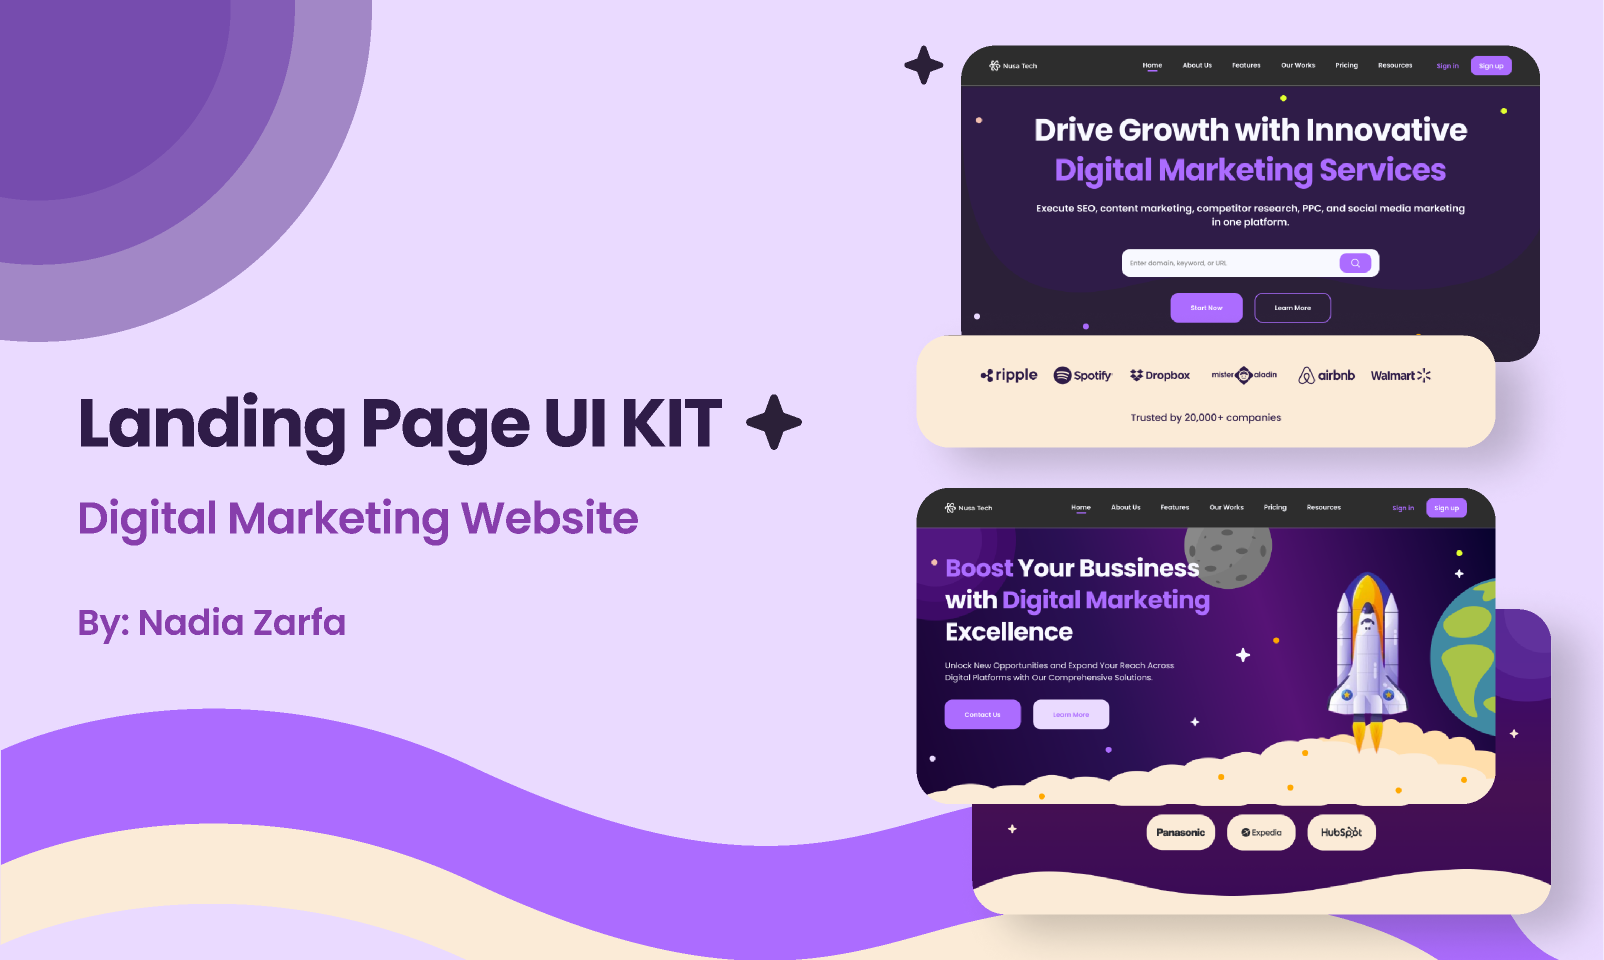 Landing Page UI KIT
Digital Marketing Website
By: Nadia Zarfa
Nusa Tech
Home About Us Features Our Works Pricing Resources Sign in Sign up
Drive Growth with Innovative
Digital Marketing Services
Execute SEO, content marketing, competitor research, PPC, and social media marketing
in one platform.
Enter domain, keyword, or URL
Start Now Learn More
ripple Spotify Dropbox mister aladin airbnb Walmart
Trusted by 20,000+ companies
Nusa Tech
Home About Us Features Our Works Pricing Resources Sign in Sign up
Boost Your Bussiness
with Digital Marketing
Excellence
Unlock New Opportunities and Expand Your Reach Across
Digital Platforms with Our Comprehensive Solutions.
Contact Us Learn More
Panasonic Expedia HubSpot